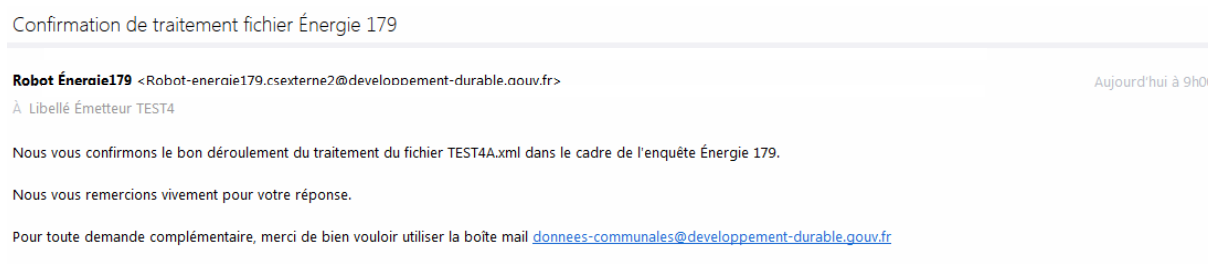 Confirmation de traitement fichier Énergie 179
Robot Énergie179 <Robot-energie179.csexterne2@developpement-durable.gouv.fr>
Aujourd'hui à 9h0
À Libellé Émetteur TEST4
Nous vous confirmons le bon déroulement du traitement du fichier TEST4A.xml dans le cadre de l'enquête Énergie 179.
Nous vous remercions vivement pour votre réponse.
Pour toute demande complémentaire, merci de bien vouloir utiliser la boîte mail donnees-communales@developpement-durable.gouv.fr